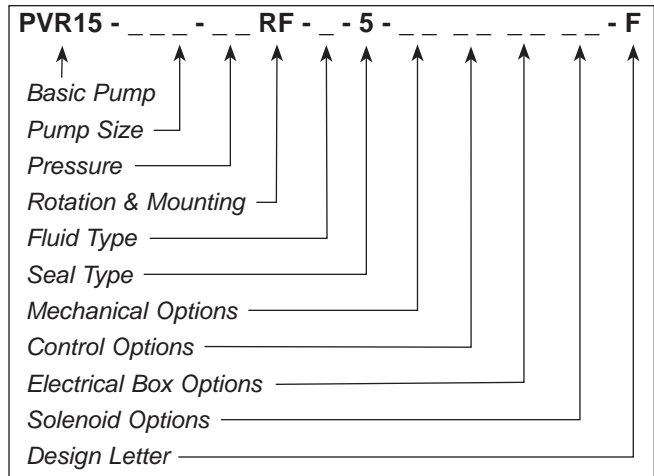 PVR15 - _ _ _ - _ _ RF - _ - 5 - _ _ _ _ _ _ _ _ - F
Basic Pump
Pump Size
Pressure
Rotation & Mounting
Fluid Type
Seal Type
Mechanical Options
Control Options
Electrical Box Options
Solenoid Options
Design Letter